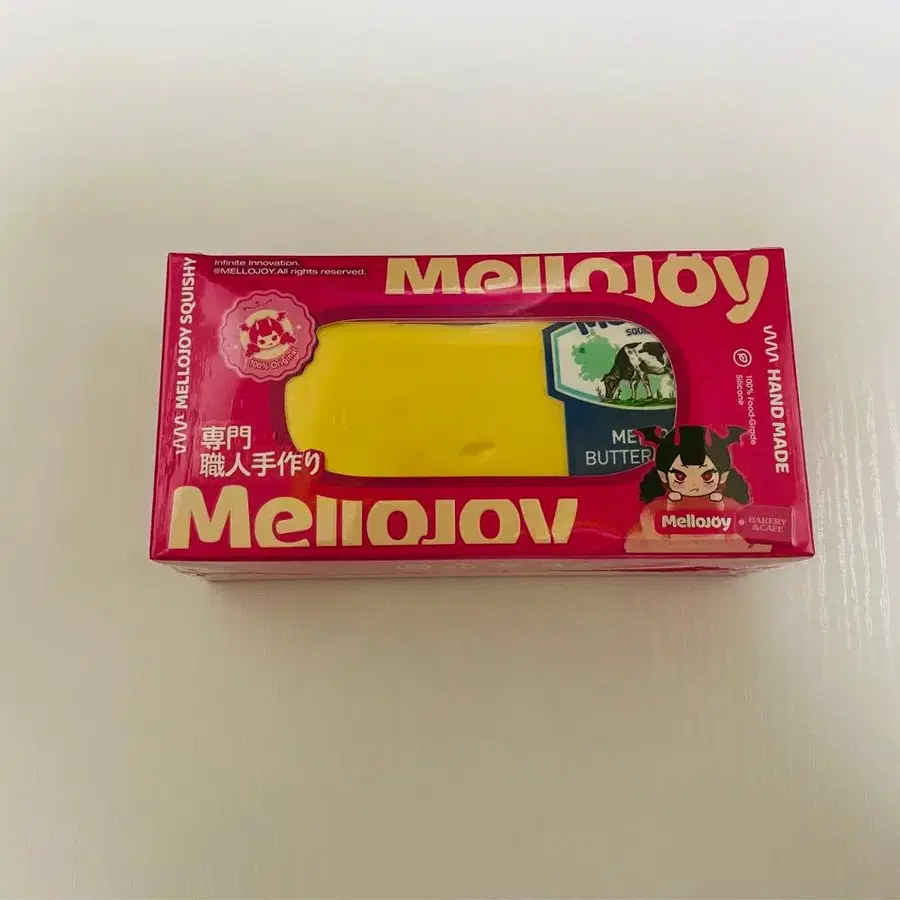 MELLOJOY SQUISHY
Infinite Innovation.
@MELLOJOY.All rights reserved.
Mellojoy
100% Original
SQUIS
ME
BUTTER
HAND MADE
100% Food-Grade
Silicone
専門
職人手作り
Mellojoy
Mellojoy
BAKERY
&CAFE